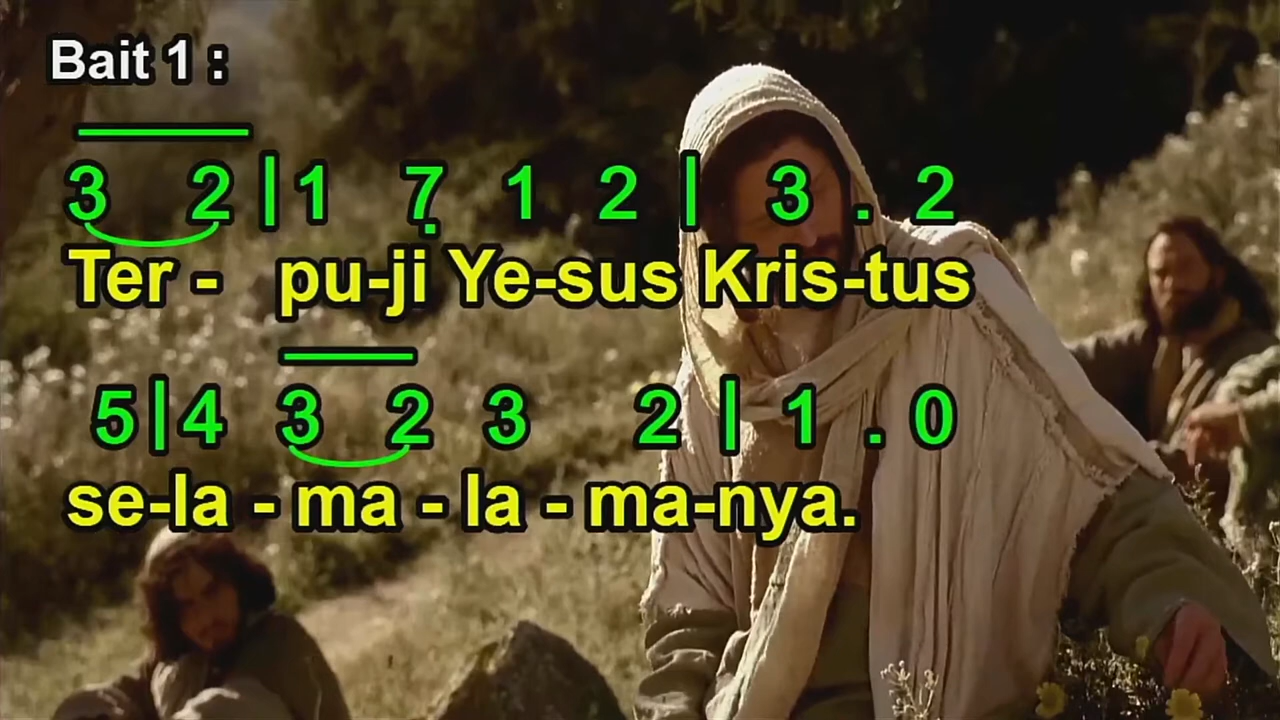 Bait 1 :
3 2 | 1 7̣ 1 2 | 3 . 2
Ter - pu-ji Ye-sus Kris-tus
5 | 4 3 2 3 2 | 1 . 0
se-la - ma - la - ma-nya.